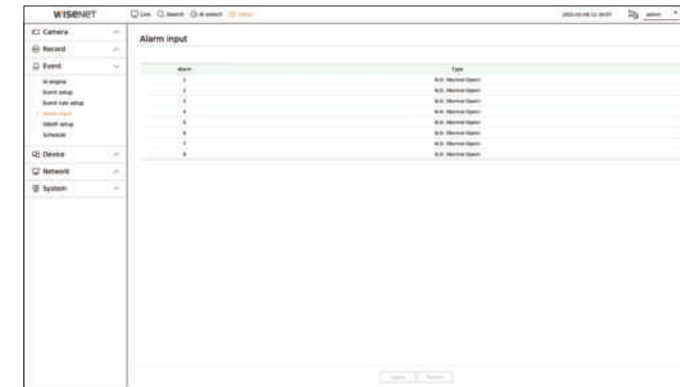 WISENET
Live Search AI search Setup
admin
Camera
Record
Event
AI engine
Event setup
Event rule setup
Alarm input
ONVIF setup
Schedule
Device
Network
System
Alarm input
Alarm Type
1 N.O. (Normal Open)
2 N.O. (Normal Open)
3 N.O. (Normal Open)
4 N.O. (Normal Open)
5 N.O. (Normal Open)
6 N.O. (Normal Open)
7 N.O. (Normal Open)
8 N.O. (Normal Open)
Apply Revert